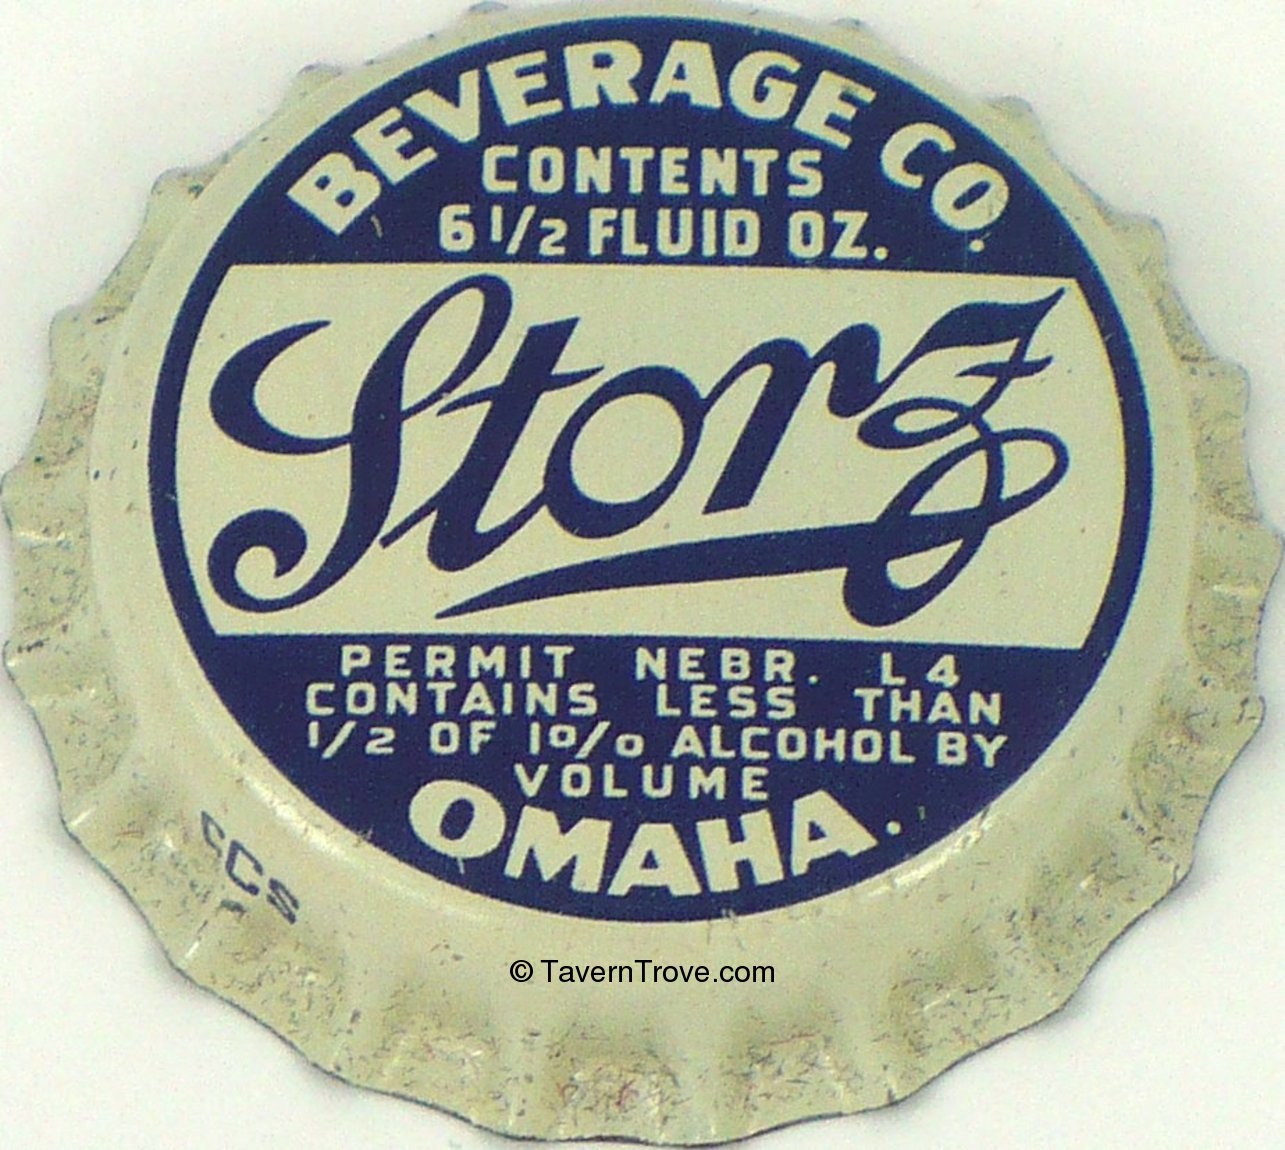 BEVERAGE CO.
CONTENTS
6 1/2 FLUID OZ.
Storz
PERMIT NEBR. L4
CONTAINS LESS THAN
1/2 OF 1% ALCOHOL BY
VOLUME
OMAHA.
CCS
© TavernTrove.com